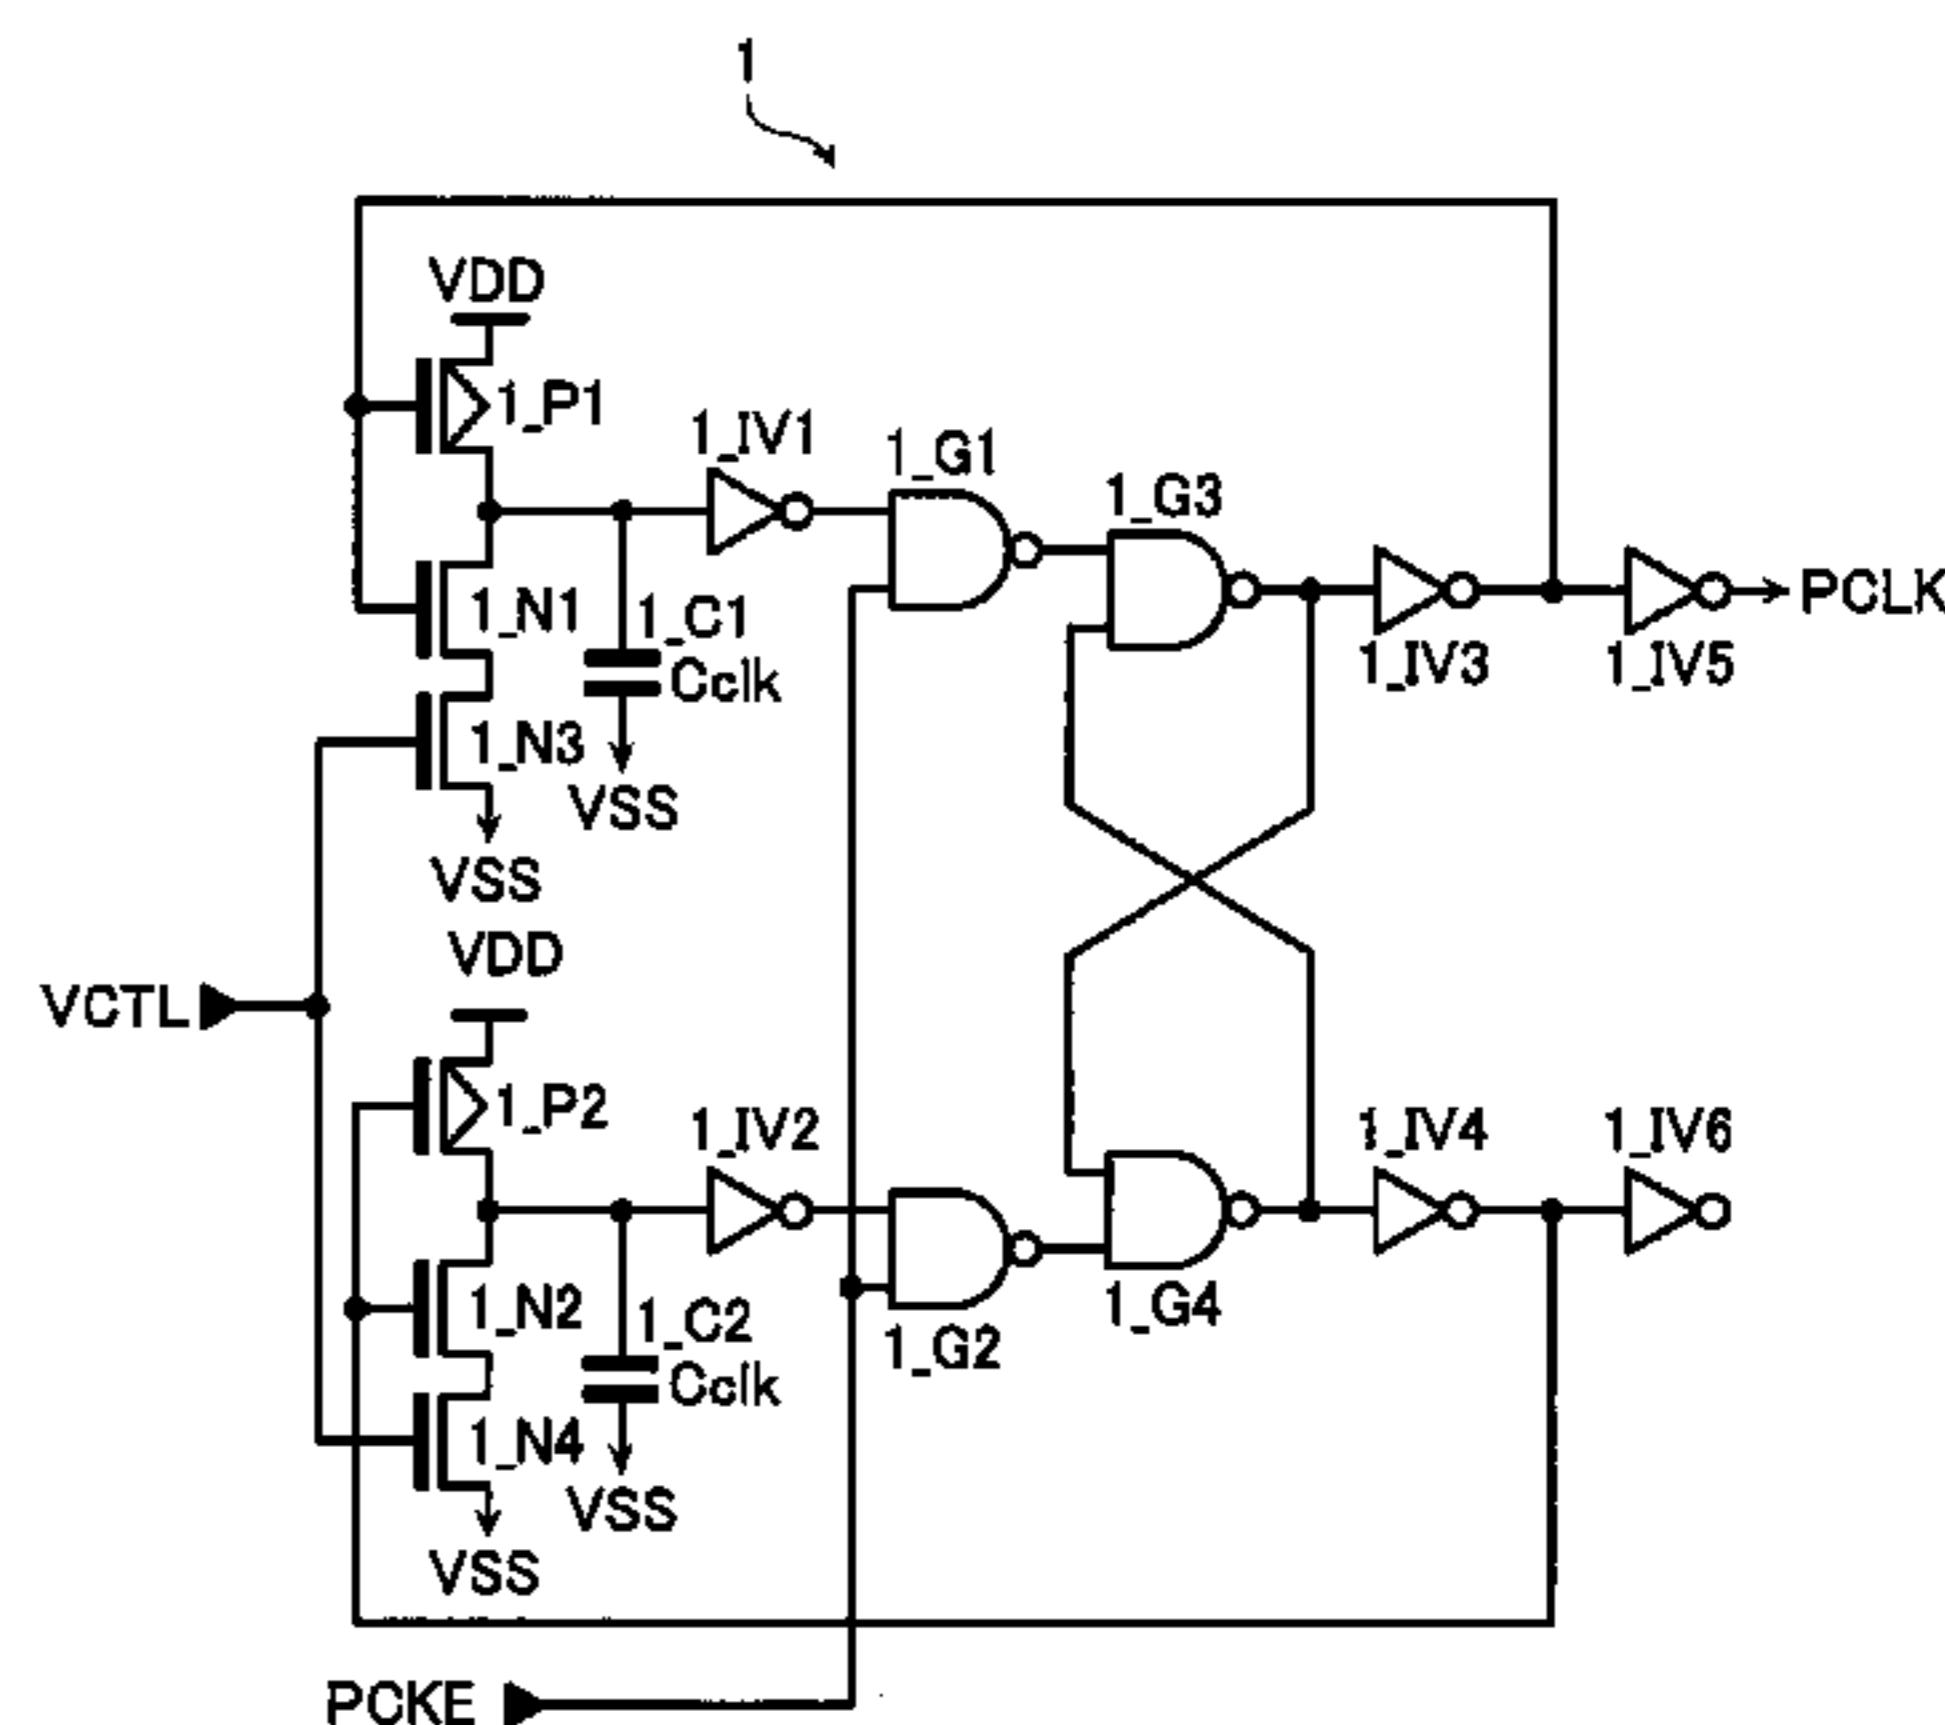 1
VDD
1_P1
1_IV1
1_G1
1_G3
1_N1
1_C1
Cclk
1_IV3
1_IV5
PCLK
1_N3
VSS
VSS
VDD
VCTL
1_P2
1_IV2
1_IV4
1_IV6
1_N2
1_C2
Cclk
1_G2
1_G4
1_N4
VSS
VSS
PCKE